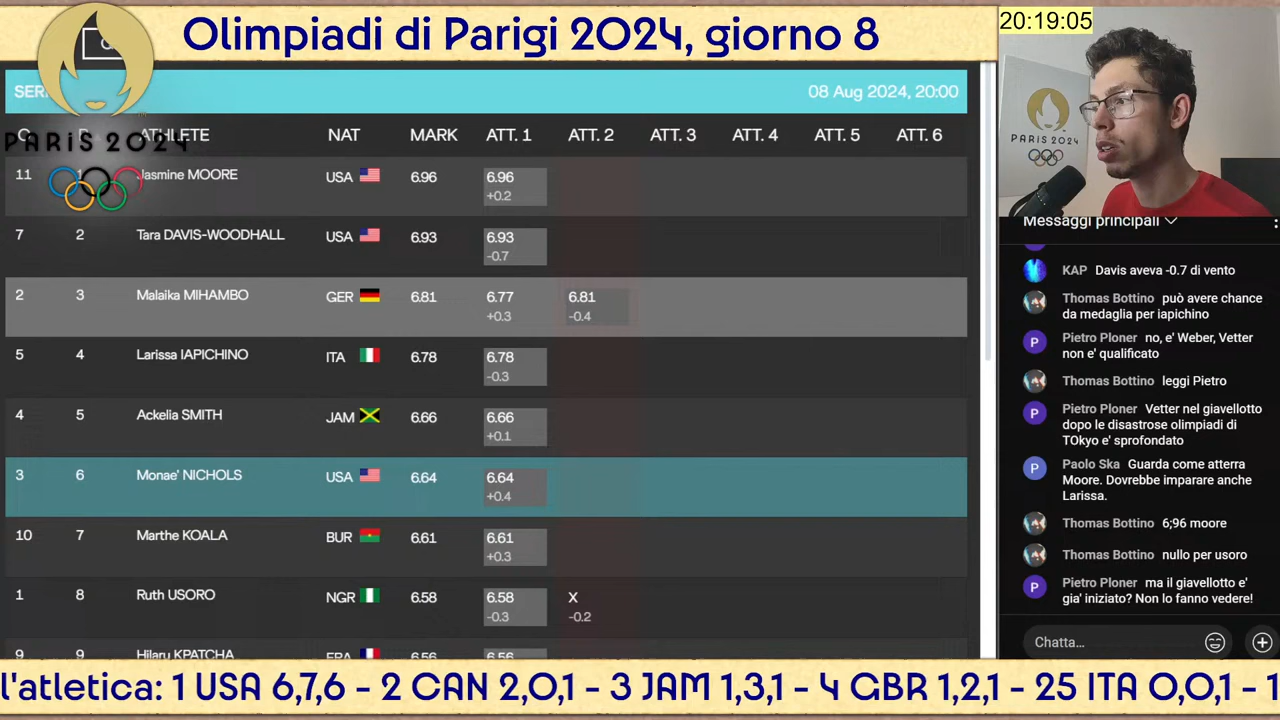 Olimpiadi di Parigi 2024, giorno 8
20:19:05
PARIS 2024
PARIS 2024
08 Aug 2024, 20:00
ATHLETE NAT MARK ATT. 1 ATT. 2 ATT. 3 ATT. 4 ATT. 5 ATT. 6
11 1 Jasmine MOORE USA 6.96 6.96
+0.2
7 2 Tara DAVIS-WOODHALL USA 6.93 6.93
-0.7
2 3 Malaika MIHAMBO GER 6.81 6.77 6.81
+0.3 -0.4
5 4 Larissa IAPICHINO ITA 6.78 6.78
-0.3
4 5 Ackelia SMITH JAM 6.66 6.66
+0.1
3 6 Monae' NICHOLS USA 6.64 6.64
+0.4
10 7 Marthe KOALA BUR 6.61 6.61
+0.3
1 8 Ruth USORO NGR 6.58 6.58 X
-0.3 -0.2
9 9 Hilary KPATCHA FRA 6.56 6.56
Messaggi principali
KAP Davis aveva -0.7 di vento
Thomas Bottino può avere chance
da medaglia per iapichino
P Pietro Ploner no, e' Weber, Vetter
non e' qualificato
Thomas Bottino leggi Pietro
P Pietro Ploner Vetter nel giavellotto
dopo le disastrose olimpiadi di
TOkyo e' sprofondato
P Paolo Ska Guarda come atterra
Moore. Dovrebbe imparare anche
Larissa.
Thomas Bottino 6;96 moore
Thomas Bottino nullo per usoro
P Pietro Ploner ma il giavellotto e'
gia' iniziato? Non lo fanno vedere!
Chatta...
l'atletica: 1 USA 6,7,6 - 2 CAN 2,0,1 - 3 JAM 1,3,1 - 4 GBR 1,2,1 - 25 ITA 0,0,1 - 1